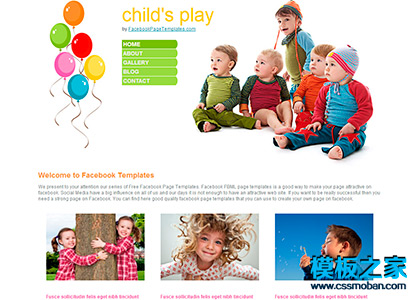 child's play
by FacebookPageTemplates.com
HOME
ABOUT
GALLERY
BLOG
CONTACT
Welcome to Facebook Templates
We present to your attention our series of Free Facebook Page Templates. Facebook FBML page templates is a good way to make your page attractive on
facebook. Social Media have a big influence on all of us and our days it is not enough to have an attractive web site. If you want to be really successful then you
need a strong page on Facebook. You can find here good quality facebook page templates that you can use to create your own page on facebook.
Fusce sollicitudin felis eget nibh tincidunt
Fusce sollicitudin felis eget nibh tincidunt
Fusce sollicitudin felis eget nibh tincidunt
模板之家
www.cssmoban.com